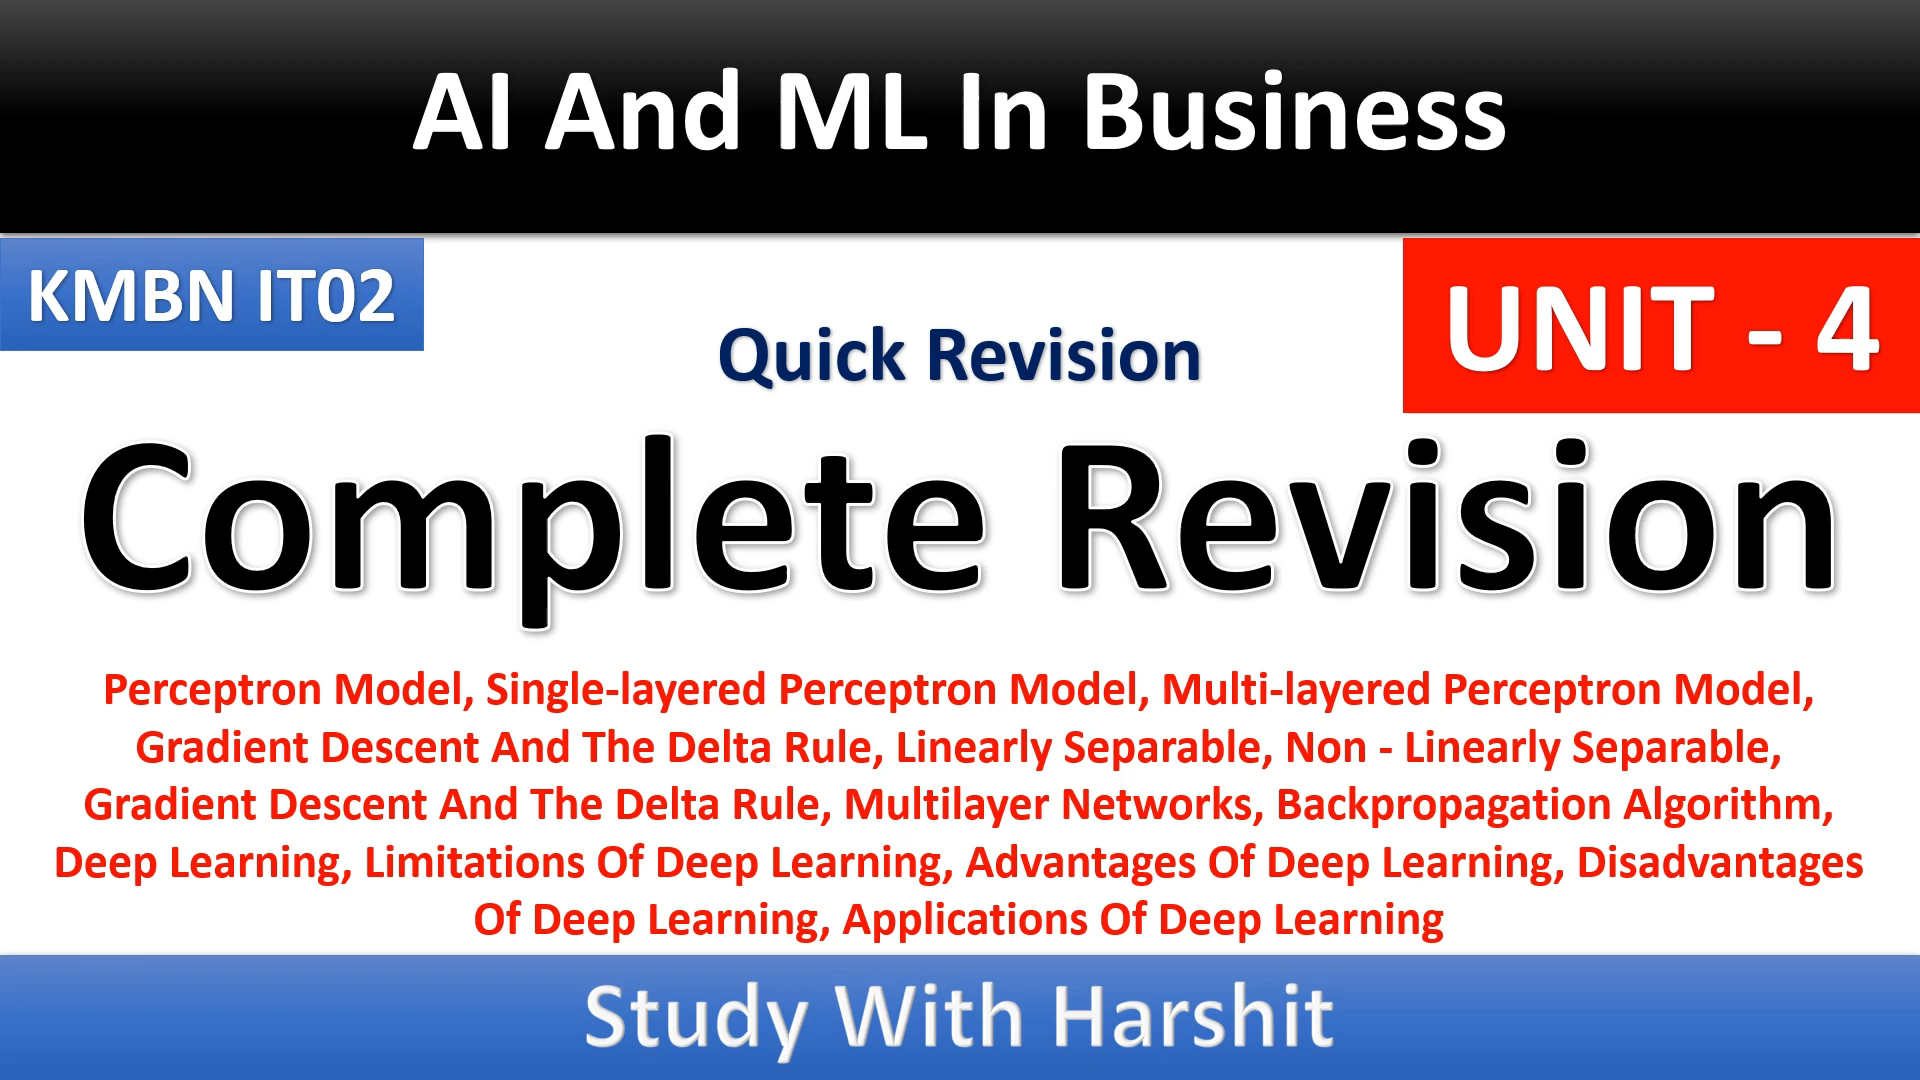 AI And ML In Business
KMBN IT02
UNIT - 4
Quick Revision
Complete Revision
Perceptron Model, Single-layered Perceptron Model, Multi-layered Perceptron Model,
Gradient Descent And The Delta Rule, Linearly Separable, Non - Linearly Separable,
Gradient Descent And The Delta Rule, Multilayer Networks, Backpropagation Algorithm,
Deep Learning, Limitations Of Deep Learning, Advantages Of Deep Learning, Disadvantages
Of Deep Learning, Applications Of Deep Learning
Study With Harshit